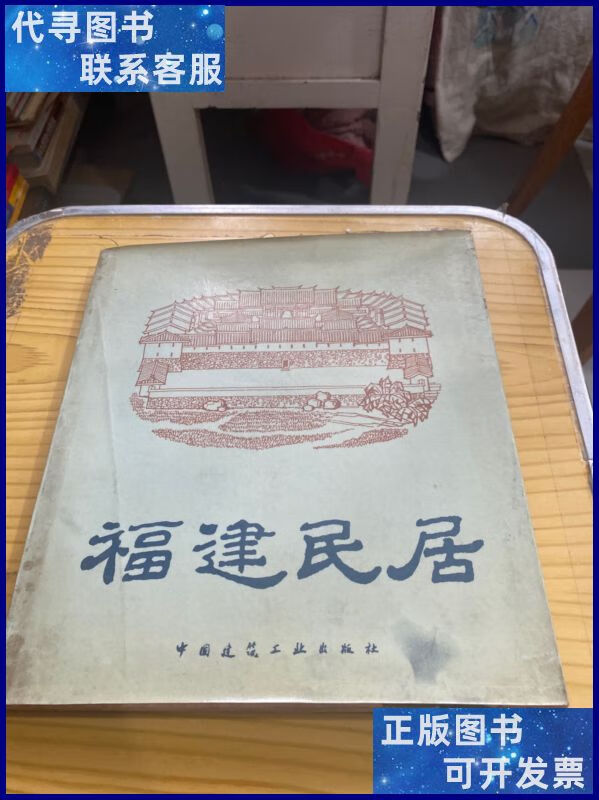 代寻图书
联系客服
福建民居
中国建筑工业出版社
正版图书
可开发票